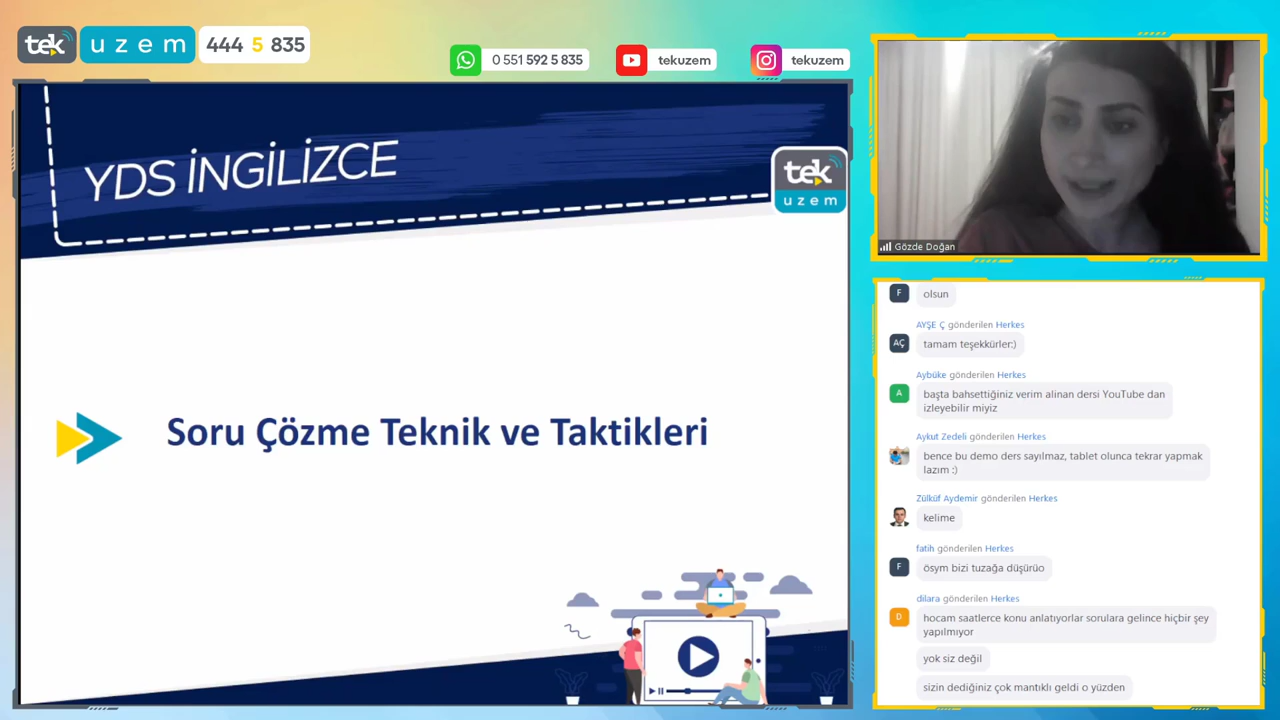 tek
uzem
444 5 835
0 551 592 5 835
tekuzem
tekuzem
YDS İNGİLİZCE
tek
uzem
Soru Çözme Teknik ve Taktikleri
Gözde Doğan
F
olsun
AYŞE Ç gönderilen Herkes
AÇ
tamam teşekkürler:)
Aybüke gönderilen Herkes
A
başta bahsettiğiniz verim alinan dersi YouTube dan
izleyebilir miyiz
Aykut Zedeli gönderilen Herkes
bence bu demo ders sayılmaz, tablet olunca tekrar yapmak
lazım :)
Zülküf Aydemir gönderilen Herkes
kelime
fatih gönderilen Herkes
F
ösym bizi tuzağa düşürüo
dilara gönderilen Herkes
D
hocam saatlerce konu anlatıyorlar sorulara gelince hiçbir şey
yapılmıyor
yok siz değil
sizin dediğiniz çok mantıklı geldi o yüzden